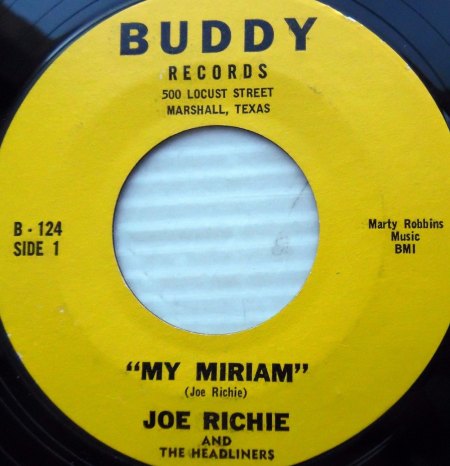 BUDDY
RECORDS
500 LOCUST STREET
MARSHALL, TEXAS
B - 124
SIDE 1
Marty Robbins
Music
BMI
"MY MIRIAM"
(Joe Richie)
JOE RICHIE
AND
THE HEADLINERS